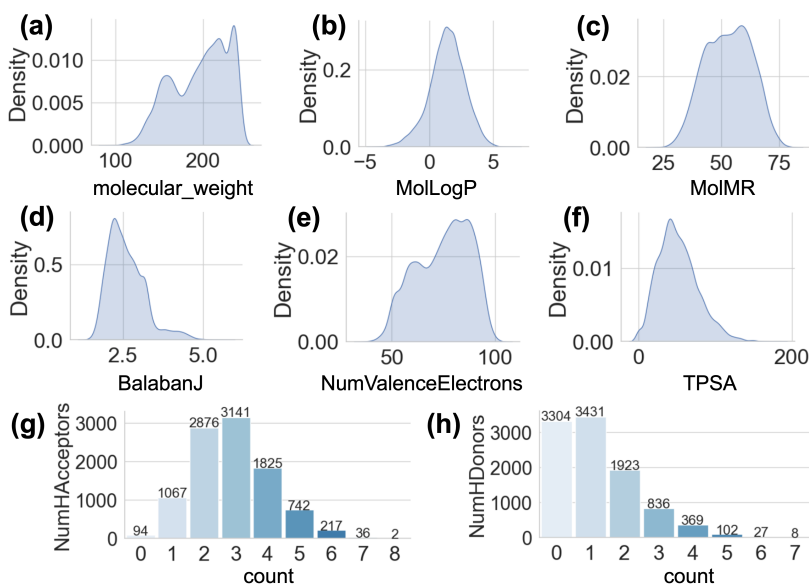 (a)
Density
0.010
0.005
0.000
100 200
molecular_weight
(b)
Density
0.2
0.0
−5 0 5
MolLogP
(c)
Density
0.02
0.00
25 50 75
MolMR
(d)
Density
0.5
0.0
2.5 5.0
BalabanJ
(e)
Density
0.02
0.00
50 100
NumValenceElectrons
(f)
Density
0.01
0.00
0 200
TPSA
(g)
NumHAcceptors
3000
2000
1000
0
94 1067 2876 3141 1825 742 217 36 2
0 1 2 3 4 5 6 7 8
count
(h)
NumHDonors
3000
2000
1000
0
3304 3431 1923 836 369 102 27 8
0 1 2 3 4 5 6 7
count